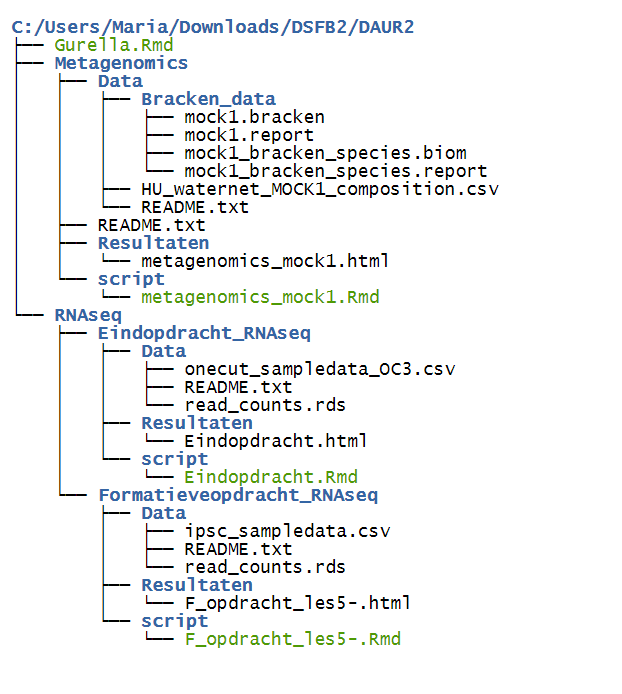 C:/Users/Maria/Downloads/DSFB2/DAUR2
├── Gurella.Rmd
├── Metagenomics
│   ├── Data
│   │   ├── Bracken_data
│   │   │   ├── mock1.bracken
│   │   │   ├── mock1.report
│   │   │   ├── mock1_bracken_species.biom
│   │   │   └── mock1_bracken_species.report
│   │   ├── HU_waternet_MOCK1_composition.csv
│   │   └── README.txt
│   ├── README.txt
│   ├── Resultaten
│   │   └── metagenomics_mock1.html
│   └── script
│       └── metagenomics_mock1.Rmd
└── RNAseq
    ├── Eindopdracht_RNAseq
    │   ├── Data
    │   │   ├── onecut_sampledata_OC3.csv
    │   │   ├── README.txt
    │   │   └── read_counts.rds
    │   ├── Resultaten
    │   │   └── Eindopdracht.html
    │   └── script
    │       └── Eindopdracht.Rmd
    └── Formatieveopdracht_RNAseq
        ├── Data
        │   ├── ipsc_sampledata.csv
        │   ├── README.txt
        │   └── read_counts.rds
        ├── Resultaten
        │   └── F_opdracht_les5-.html
        └── script
            └── F_opdracht_les5-.Rmd